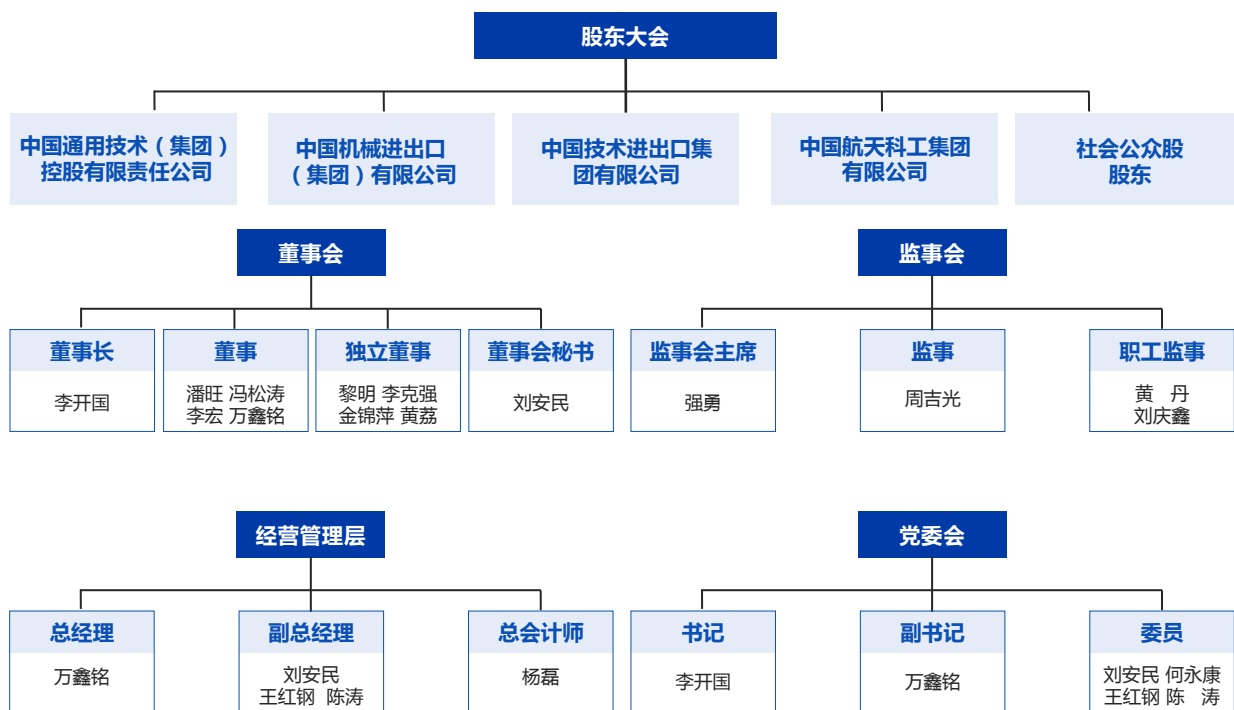 股东大会
中国通用技术（集团）
控股有限责任公司
中国机械进出口
（集团）有限公司
中国技术进出口集
团有限公司
中国航天科工集团
有限公司
社会公众股
股东
董事会
监事会
董事长
李开国
董事
潘旺 冯松涛
李宏 万鑫铭
独立董事
黎明 李克强
金锦萍 黄荔
董事会秘书
刘安民
监事会主席
强勇
监事
周吉光
职工监事
黄 丹
刘庆鑫
经营管理层
党委会
总经理
万鑫铭
副总经理
刘安民
王红钢 陈涛
总会计师
杨磊
书记
李开国
副书记
万鑫铭
委员
刘安民 何永康
王红钢 陈 涛